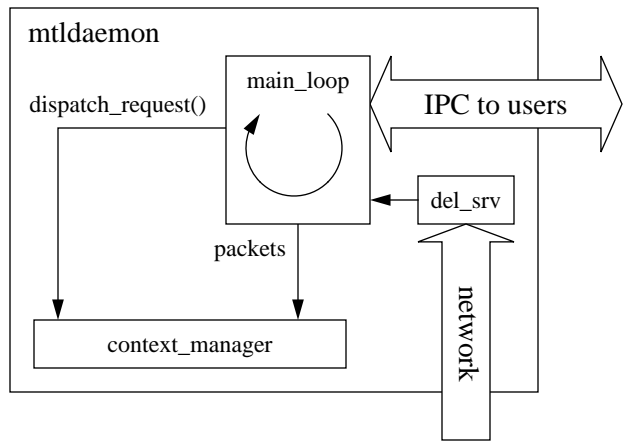 mtldaemon
main_loop
IPC to users
dispatch_request()
del_srv
packets
network
context_manager